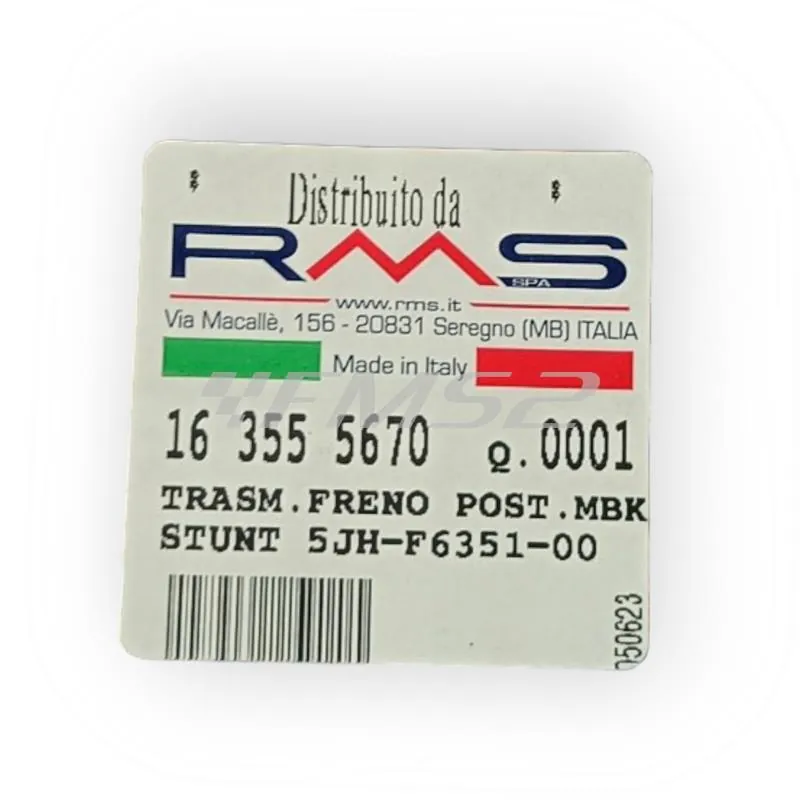 Distribuito da
RMS
SPA
www.rms.it
Via Macallè, 156 - 20831 Seregno (MB) ITALIA
Made in Italy
FMS2
16 355 5670 Q.0001
TRASM.FRENO POST.MBK
STUNT 5JH-F6351-00
050623